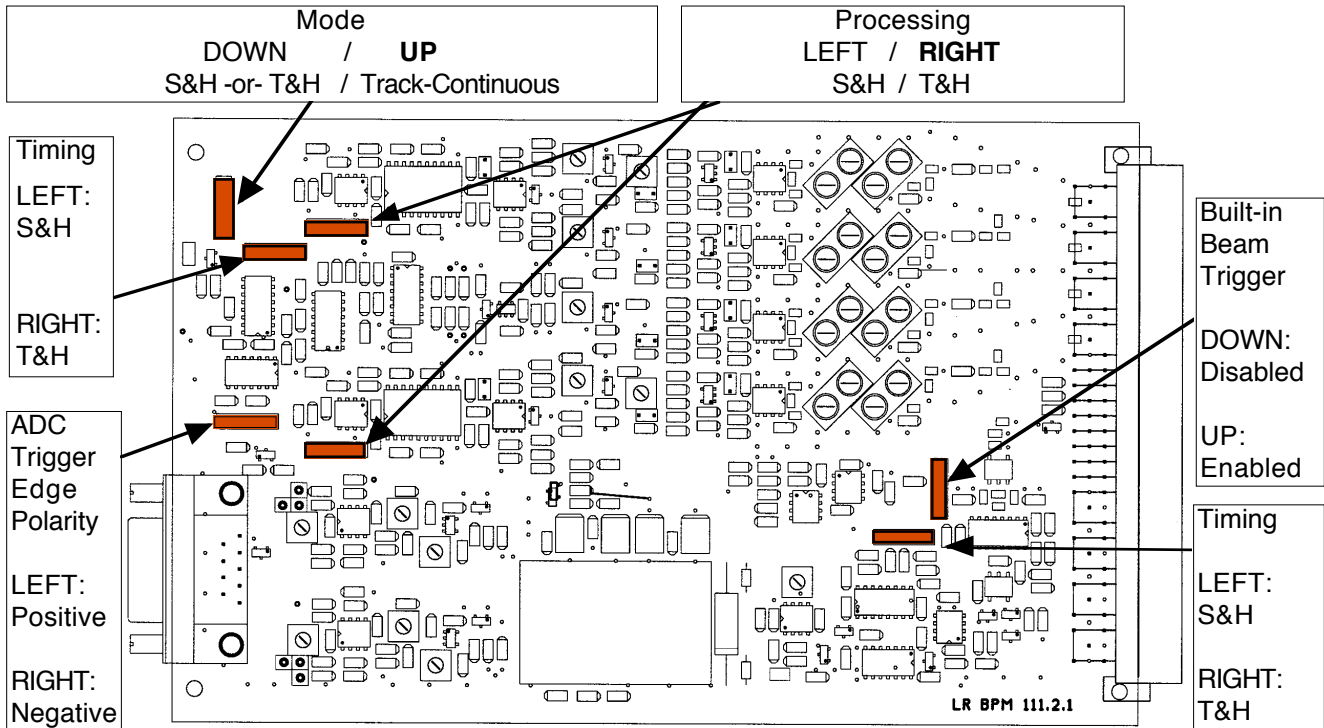 Mode
DOWN / UP
S&H -or- T&H / Track-Continuous
Processing
LEFT / RIGHT
S&H / T&H
Timing
LEFT:
S&H
RIGHT:
T&H
ADC
Trigger
Edge
Polarity
LEFT:
Positive
RIGHT:
Negative
Built-in
Beam
Trigger
DOWN:
Disabled
UP:
Enabled
Timing
LEFT:
S&H
RIGHT:
T&H
LR BPM 111.2.1